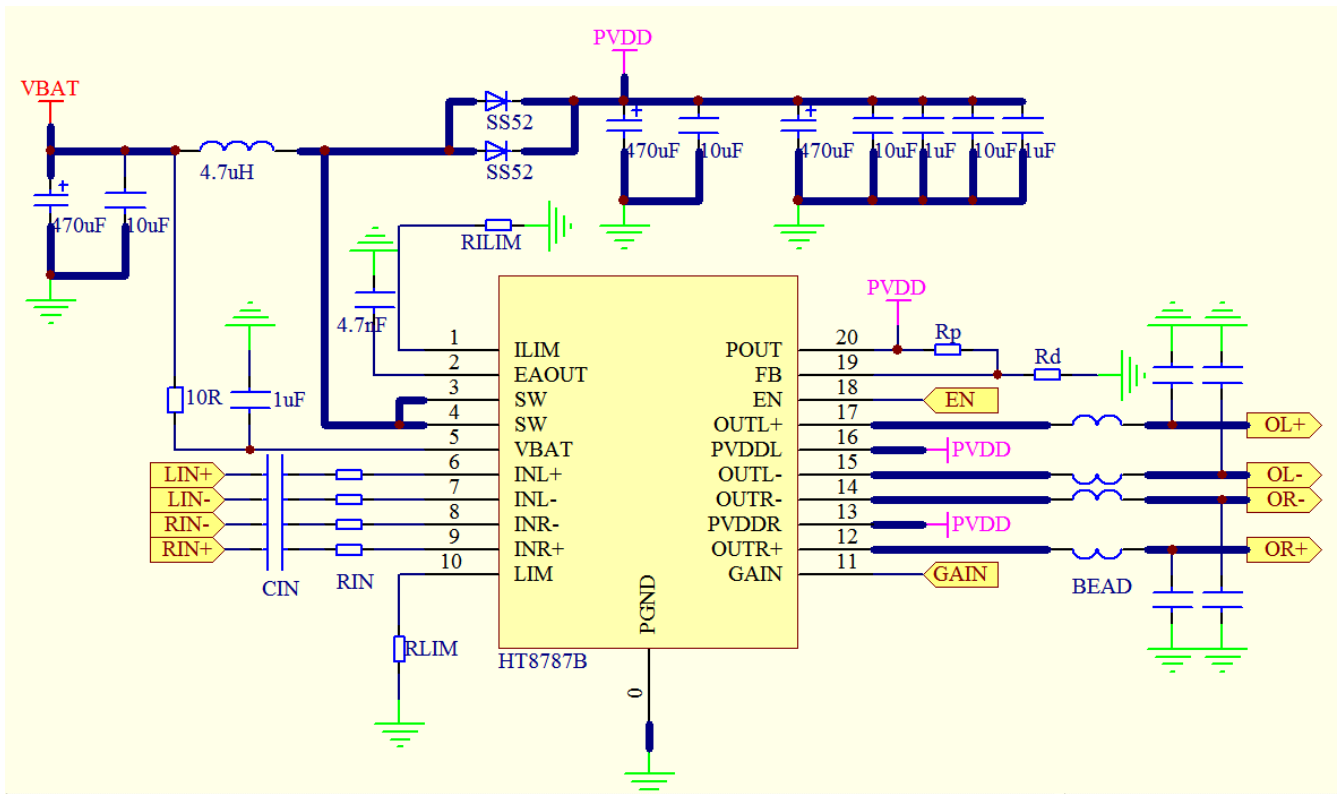 PVDD
VBAT
SS52
4.7uH
SS52
470uF
10uF
470uF
10uF
1uF
10uF
1uF
470uF
10uF
RILIM
4.7nF
PVDD
Rp
Rd
10R
1uF
1 ILIM
2 EAOUT
3 SW
4 SW
5 VBAT
6 INL+
7 INL-
8 INR-
9 INR+
10 LIM
POUT 20
FB 19
EN 18
OUTL+ 17
PVDDL 16
OUTL- 15
OUTR- 14
PVDDR 13
OUTR+ 12
GAIN 11
EN
PVDD
PVDD
GAIN
OL+
OL-
OR-
OR+
LIN+
LIN-
RIN-
RIN+
CIN
RIN
BEAD
RLIM
PGND
0
HT8787B